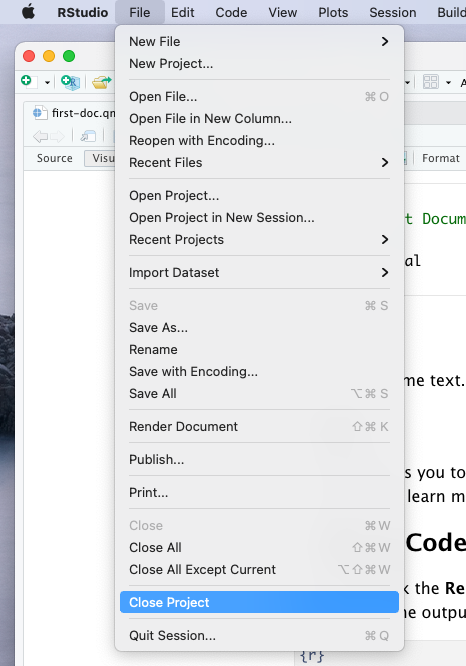 RStudio File Edit Code View Plots Session Build
New File
New Project...
Open File... ⌘ O
Open File in New Column...
Reopen with Encoding...
Recent Files
Open Project...
Open Project in New Session...
Recent Projects
Import Dataset
Save ⌘ S
Save As...
Rename
Save with Encoding...
Save All ⌥ ⌘ S
Render Document ⇧ ⌘ K
Publish...
Print...
Close ⌘ W
Close All ⇧ ⌘ W
Close All Except Current ⌥ ⇧ ⌘ W
Close Project
Quit Session... ⌘ Q
R
A
first-doc.qm
Source Visu Format
t Docum
al
me text.
s you to
learn m
Code
k the Re
ne outpu
{r}